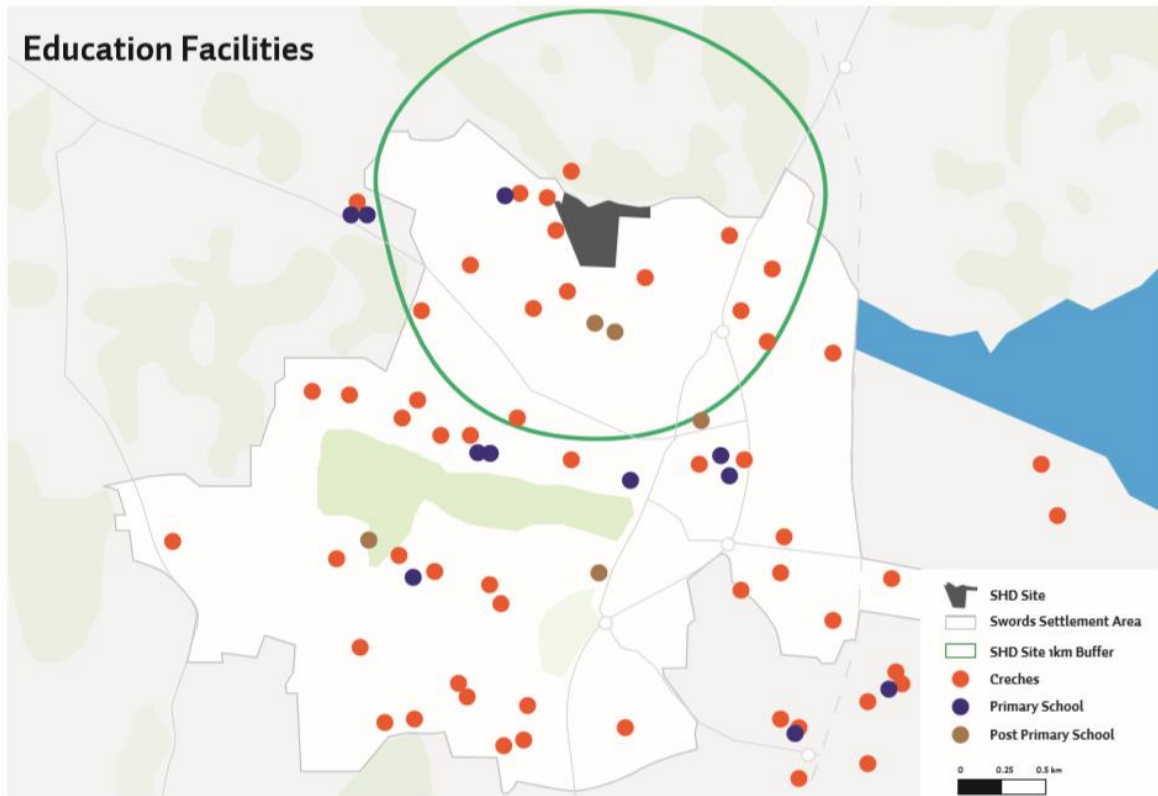 Education Facilities
SHD Site
Swords Settlement Area
SHD Site 1km Buffer
Creches
Primary School
Post Primary School
0 0.25 0.5 km